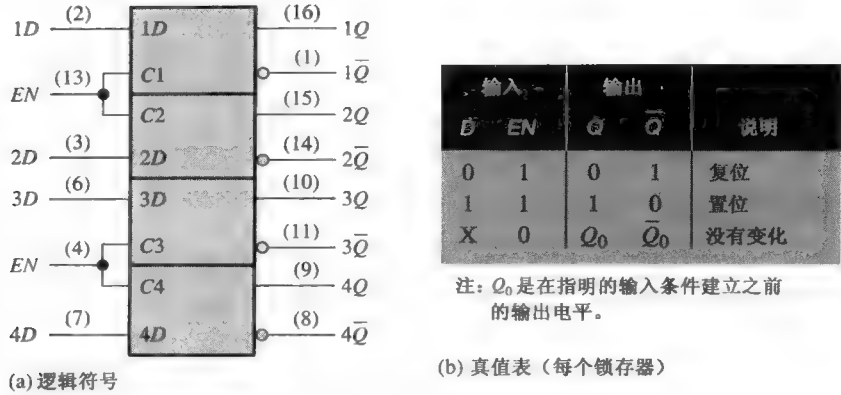 (2) (16)
1D 1D 1Q
(1)
(13) C1 1Q̅
EN (15)
C2 2Q
(3) (14)
2D 2D 2Q̅
(6) (10)
3D 3D 3Q
(11)
(4) C3 3Q̅
EN (9)
C4 4Q
(7) (8)
4D 4D 4Q̅
(a) 逻辑符号
输入 输出
D EN Q Q̅ 说明
0 1 0 1 复位
1 1 1 0 置位
X 0 Q₀ Q̅₀ 没有变化
注：Q₀是在指明的输入条件建立之前
的输出电平。
(b) 真值表（每个锁存器）